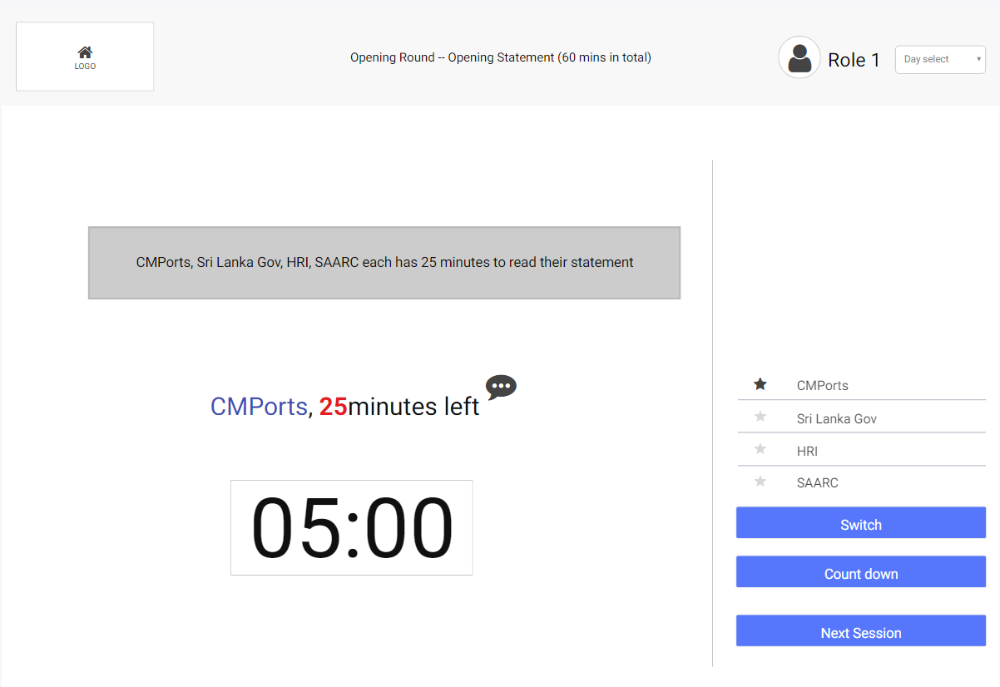 LOGO
Opening Round -- Opening Statement (60 mins in total)
Role 1
Day select
CMPorts, Sri Lanka Gov, HRI, SAARC each has 25 minutes to read their statement
CMPorts, 25minutes left
05:00
CMPorts
Sri Lanka Gov
HRI
SAARC
Switch
Count down
Next Session